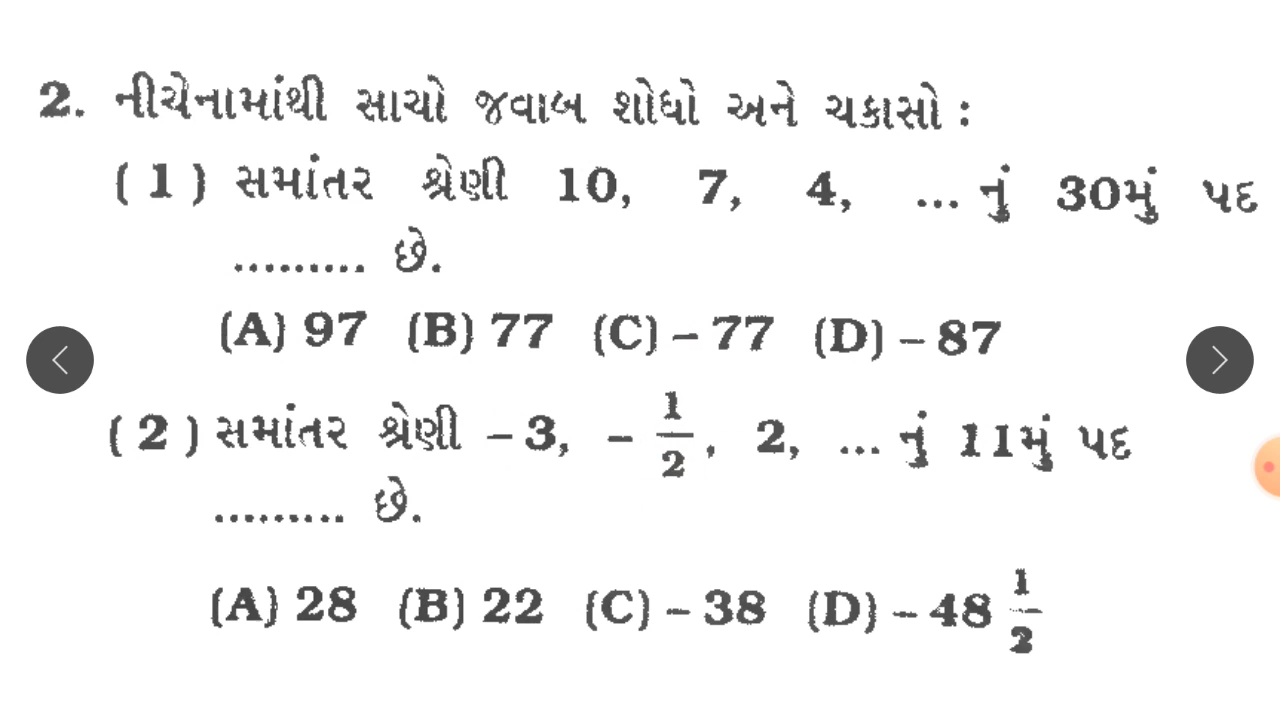 2. નીચેનામાંથી સાચો જવાબ શોધો અને ચકાસો :
( 1 ) સમાંતર શ્રેણી 10, 7, 4, ... નું 30મું પદ
......... છે.
(A) 97 (B) 77 (C) – 77 (D) – 87
( 2 ) સમાંતર શ્રેણી – 3, – 1/2, 2, ... નું 11મું પદ
......... છે.
(A) 28 (B) 22 (C) – 38 (D) – 48 1/2